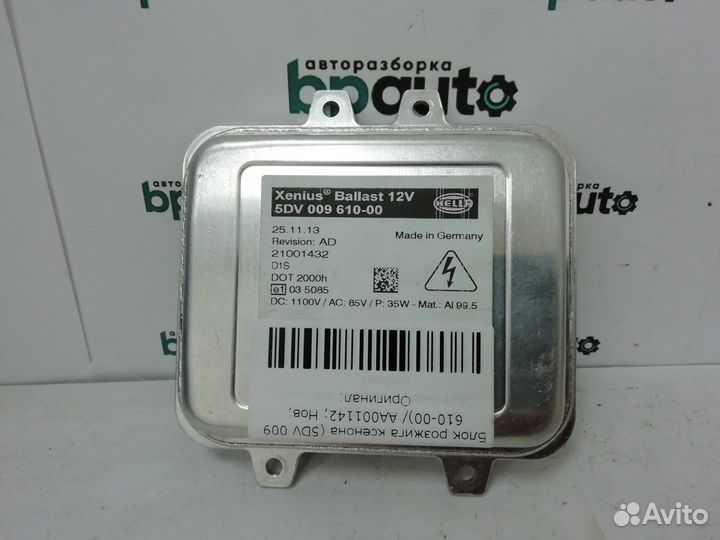 авторазборка
bpauto
Xenius® Ballast 12V
5DV 009 610-00
HELLA
25.11.13
Revision: AD
Made in Germany
21001432
D1S
DOT 2000h
e1 03 5085
DC: 1100V / AC: 85V / P: 35W - Mat.: Al 99.5
Блок розжига ксенона (5DV 009
610-00)/ AA001142; Нов,
Оригинал;
Avito